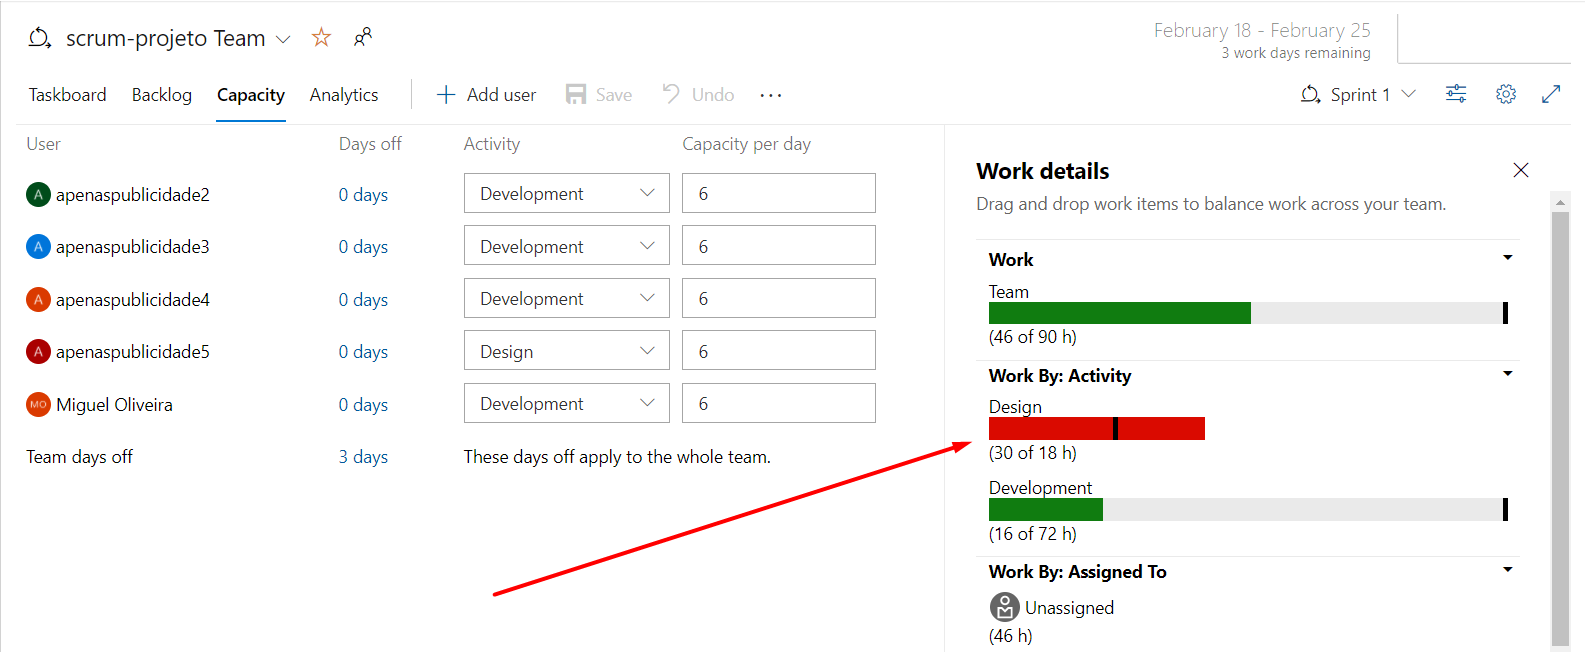 scrum-projeto Team
February 18 - February 25
3 work days remaining
Taskboard Backlog Capacity Analytics Add user Save Undo ... Sprint 1
User Days off Activity Capacity per day
A apenaspublicidade2 0 days Development 6
A apenaspublicidade3 0 days Development 6
A apenaspublicidade4 0 days Development 6
A apenaspublicidade5 0 days Design 6
MO Miguel Oliveira 0 days Development 6
Team days off 3 days These days off apply to the whole team.
Work details
Drag and drop work items to balance work across your team.
Work
Team
(46 of 90 h)
Work By: Activity
Design
(30 of 18 h)
Development
(16 of 72 h)
Work By: Assigned To
Unassigned
(46 h)